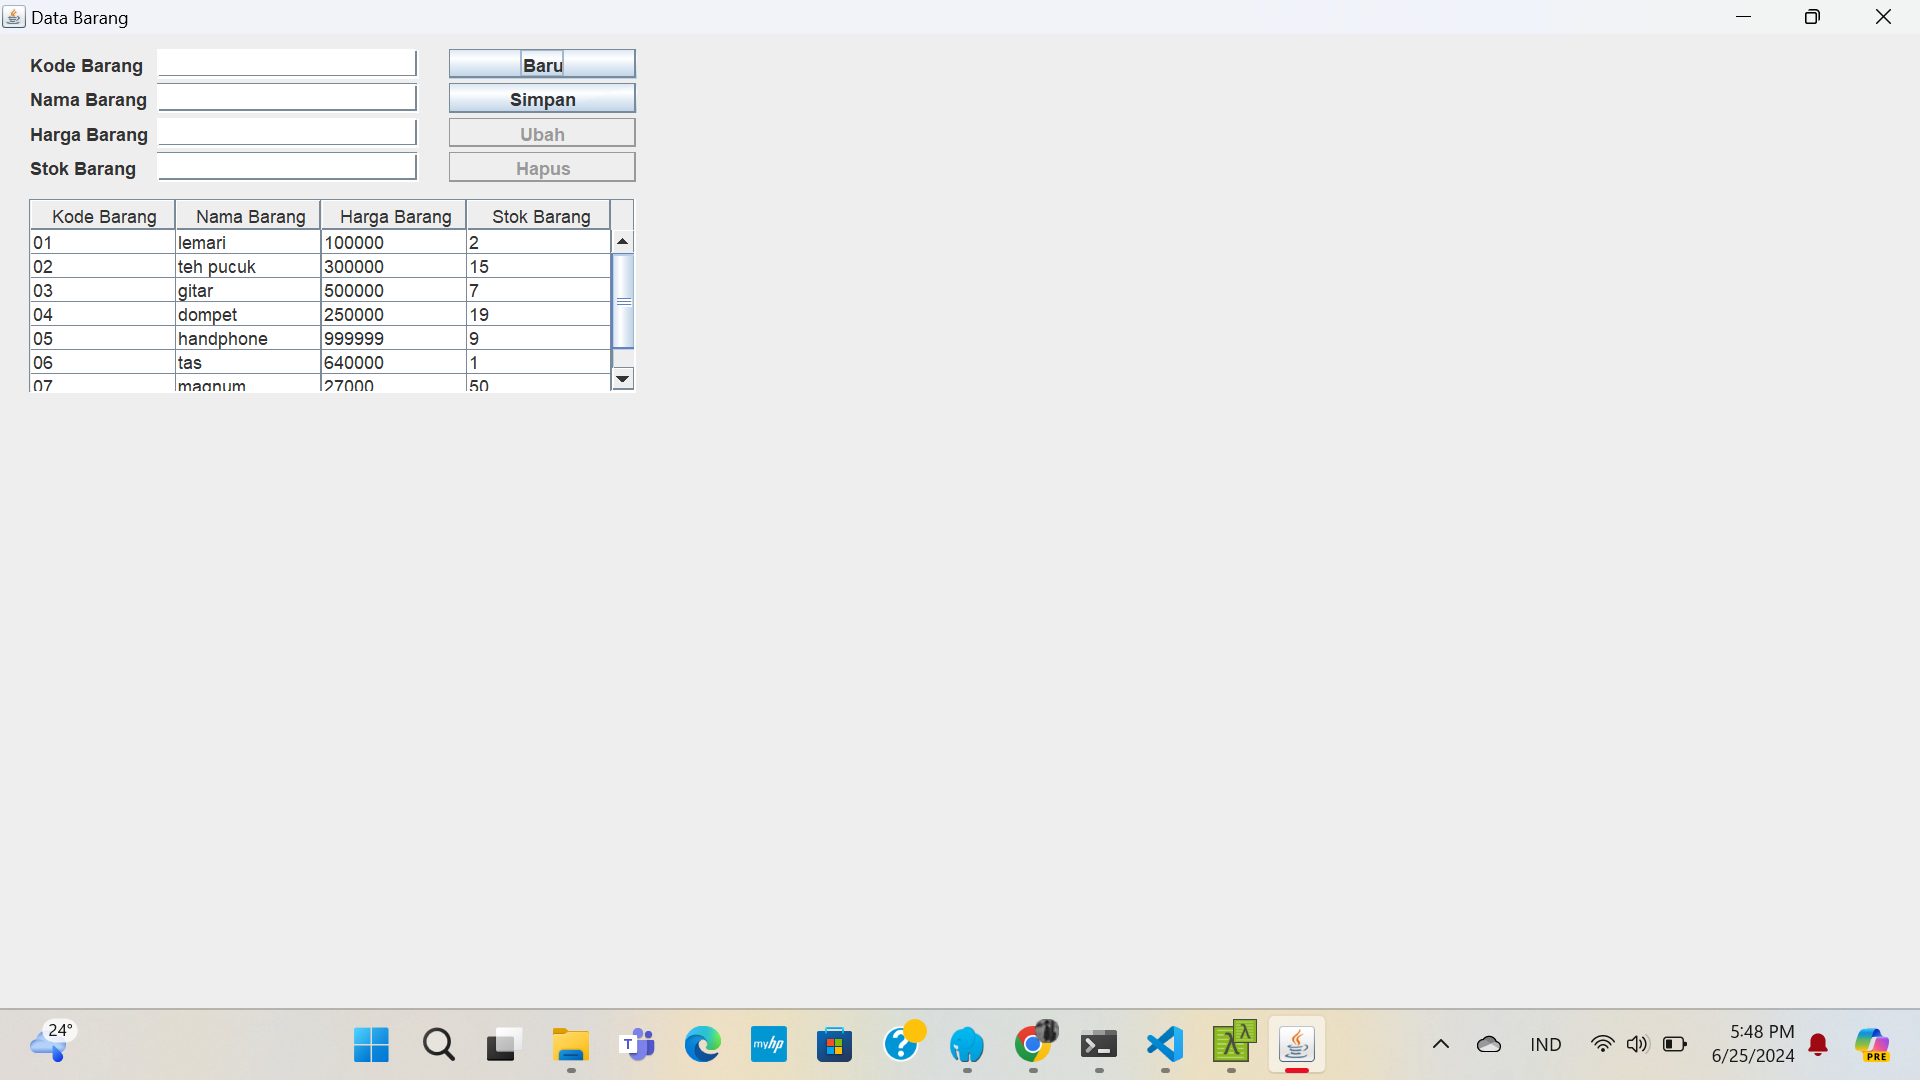 Data Barang
Kode Barang
Baru
Nama Barang
Simpan
Harga Barang
Ubah
Stok Barang
Hapus
Kode Barang Nama Barang Harga Barang Stok Barang
01 lemari 100000 2
02 teh pucuk 300000 15
03 gitar 500000 7
04 dompet 250000 19
05 handphone 999999 9
06 tas 640000 1
07 magnum 27000 50
24°
T
myhp
?
λ
λ
IND
5:48 PM
6/25/2024
PRE